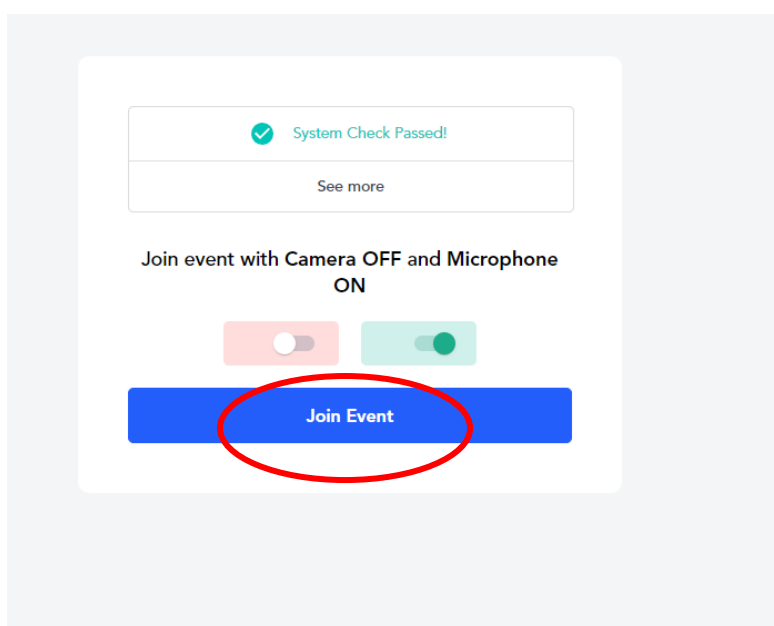 System Check Passed!
See more
Join event with Camera OFF and Microphone
ON
Join Event